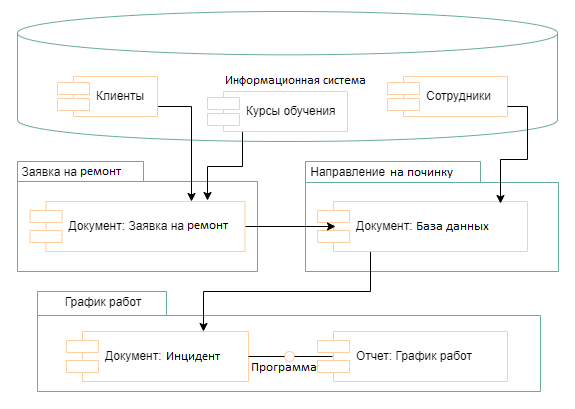 Информационная система
Клиенты
Курсы обучения
Сотрудники
Заявка на ремонт
Направление на починку
Документ: Заявка на ремонт
Документ: База данных
График работ
Документ: Инцидент
Программа
Отчет: График работ